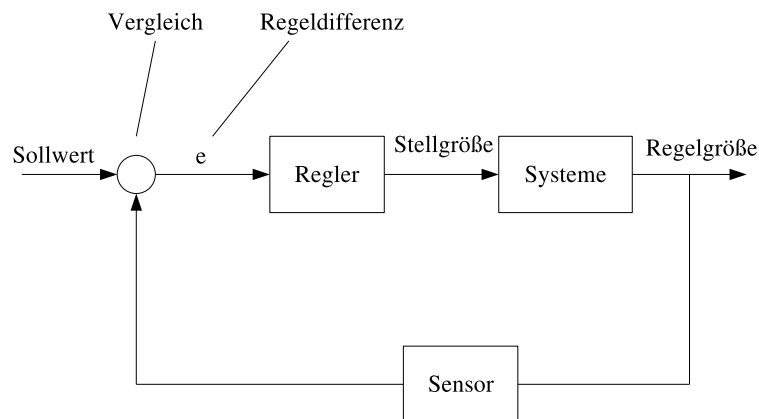 Vergleich
Regeldifferenz
Sollwert
e
Regler
Stellgröße
Systeme
Regelgröße
Sensor